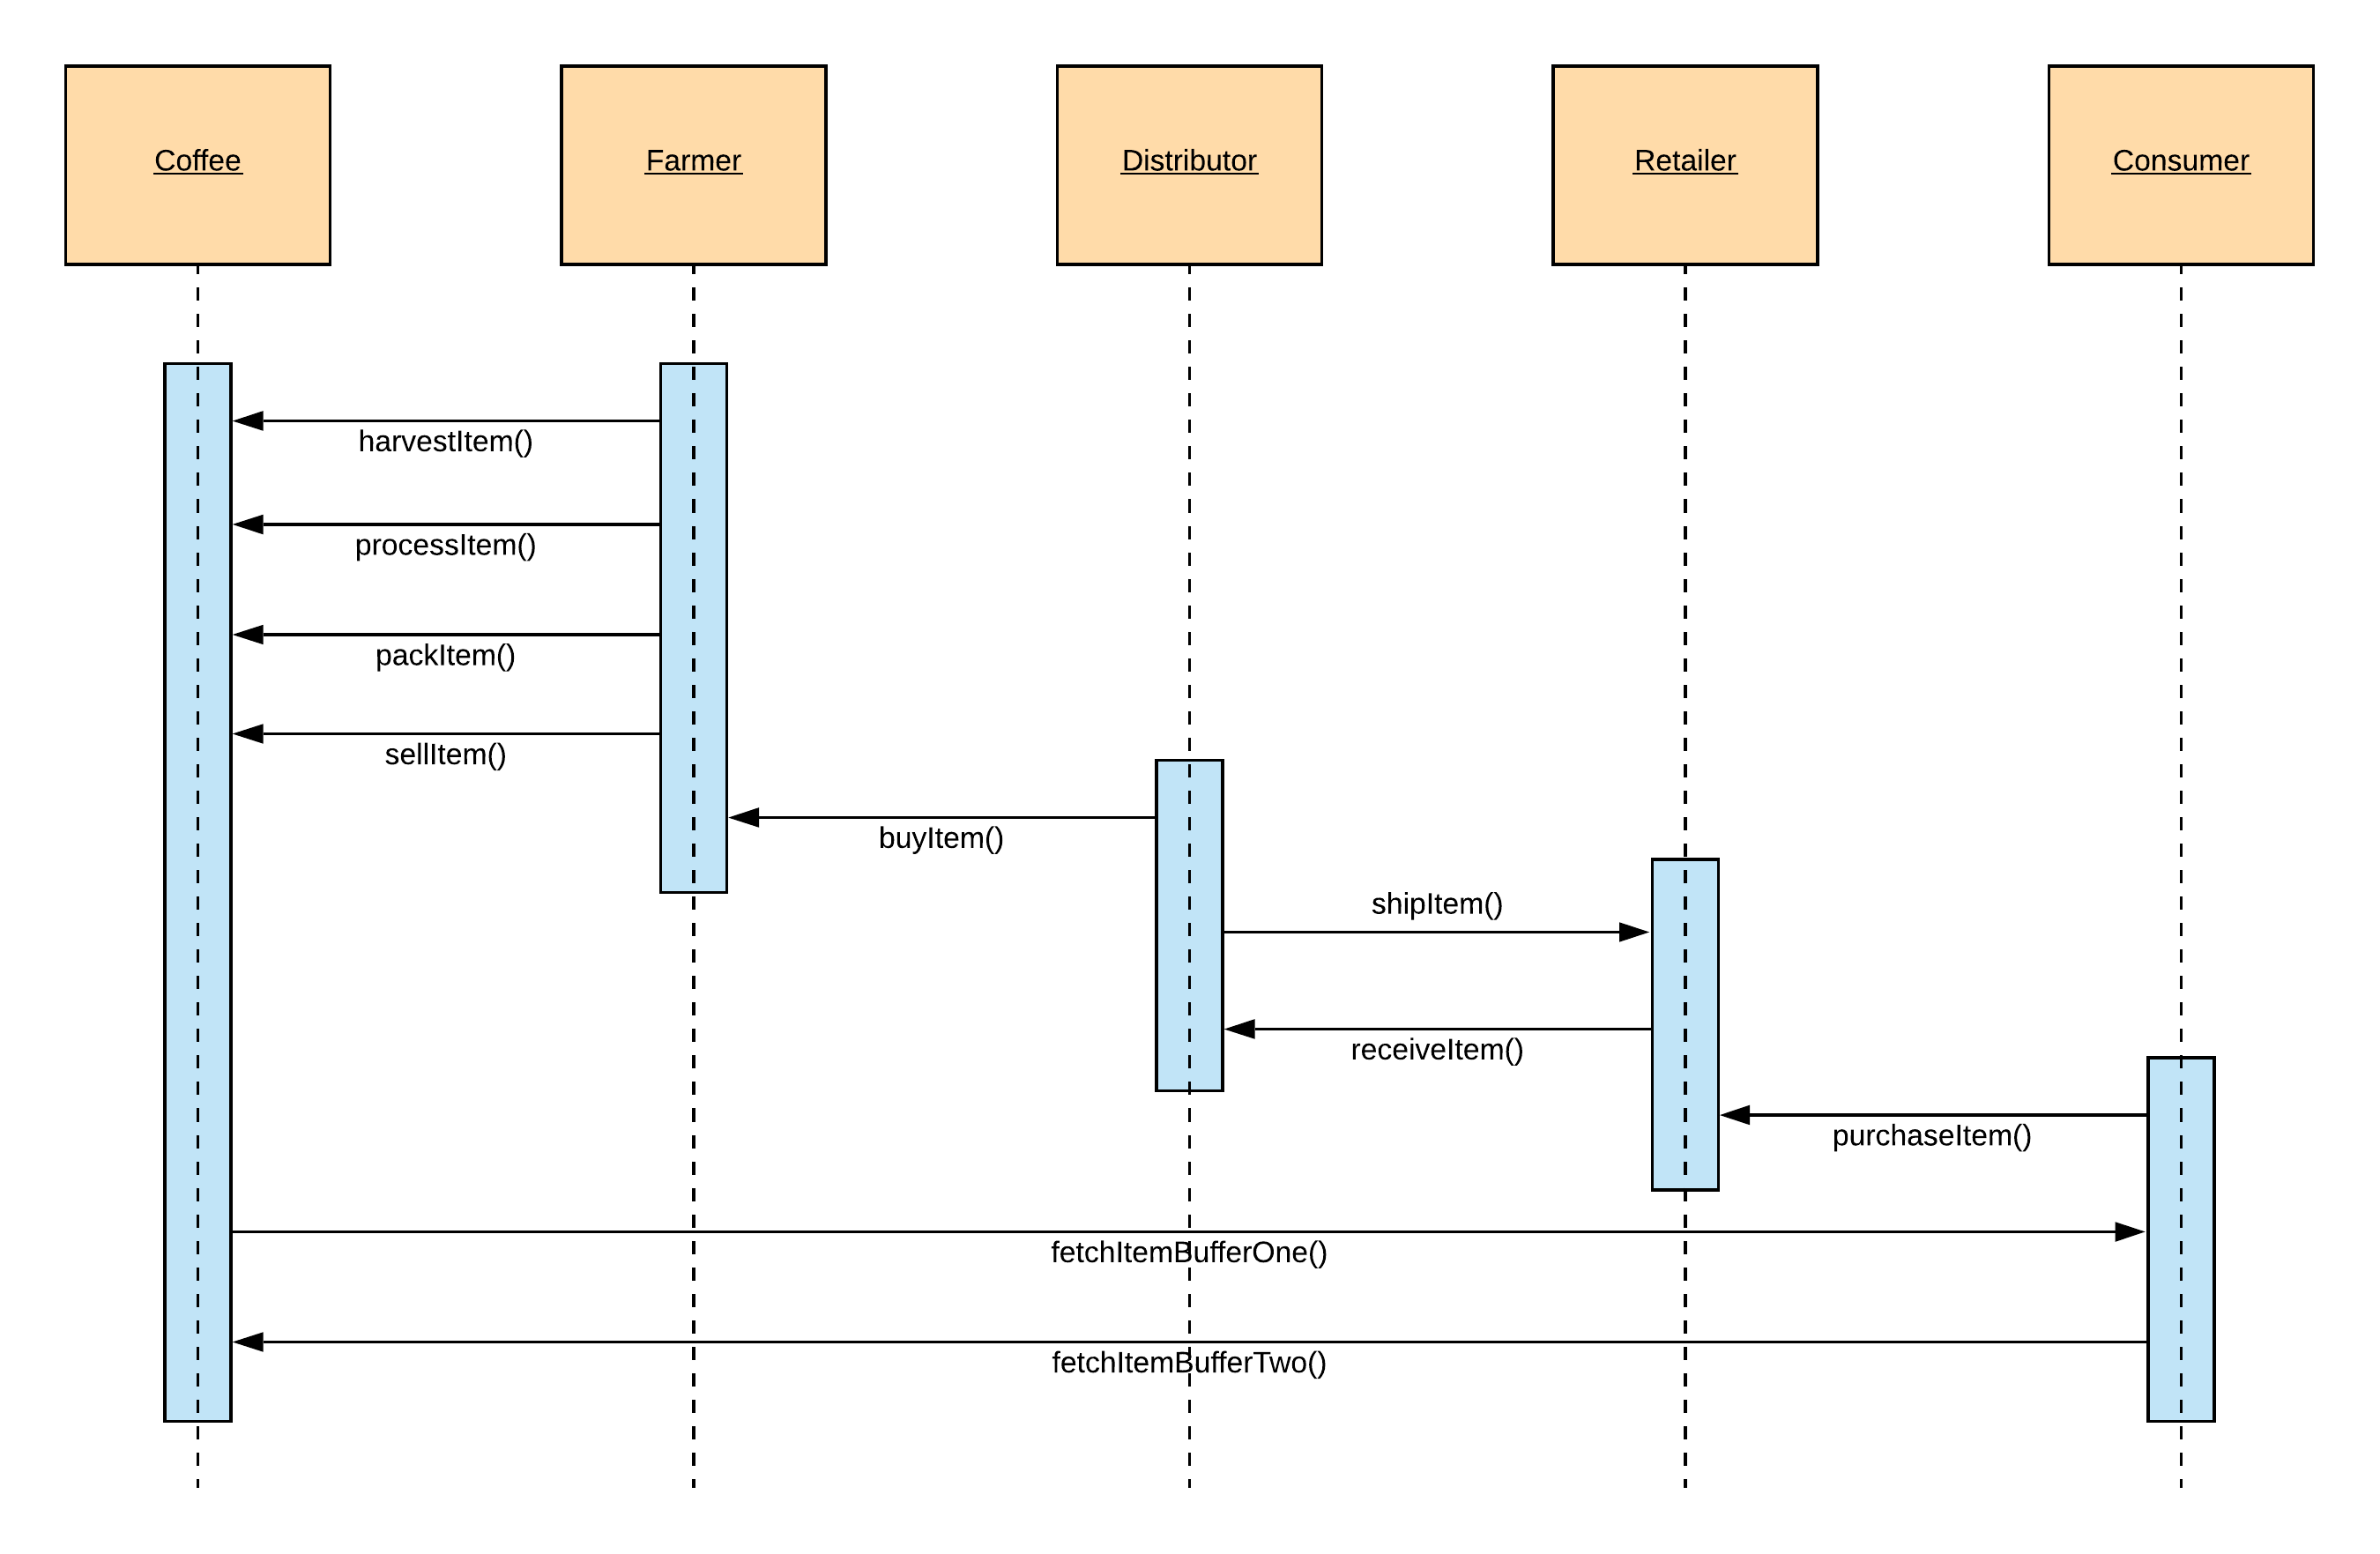 Coffee
Farmer
Distributor
Retailer
Consumer
harvestItem()
processItem()
packItem()
sellItem()
buyItem()
shipItem()
receiveItem()
purchaseItem()
fetchItemBufferOne()
fetchItemBufferTwo()